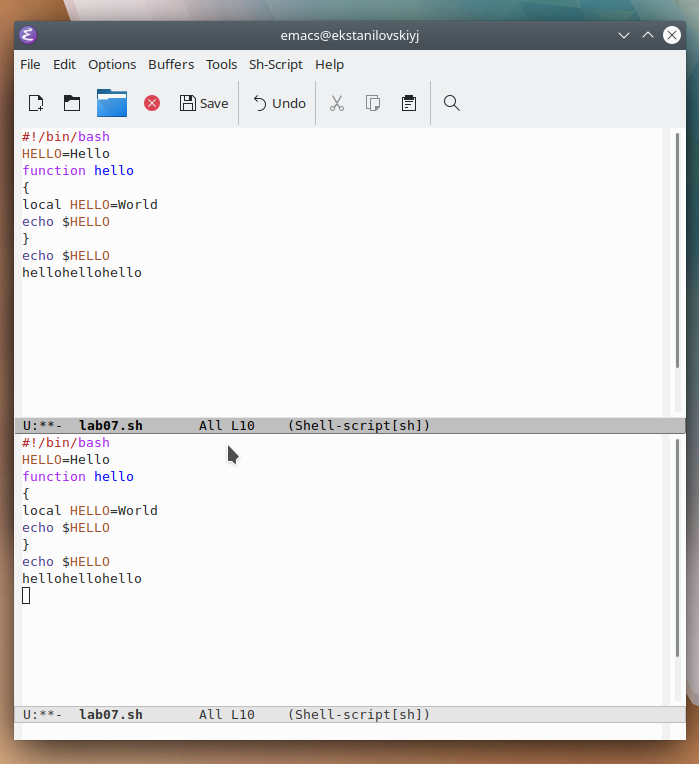 emacs@ekstanilovskiyj
File Edit Options Buffers Tools Sh-Script Help
Save Undo
#!/bin/bash
HELLO=Hello
function hello
{
local HELLO=World
echo $HELLO
}
echo $HELLO
hellohellohello
U:**- lab07.sh All L10 (Shell-script[sh])
#!/bin/bash
HELLO=Hello
function hello
{
local HELLO=World
echo $HELLO
}
echo $HELLO
hellohellohello
U:**- lab07.sh All L10 (Shell-script[sh])